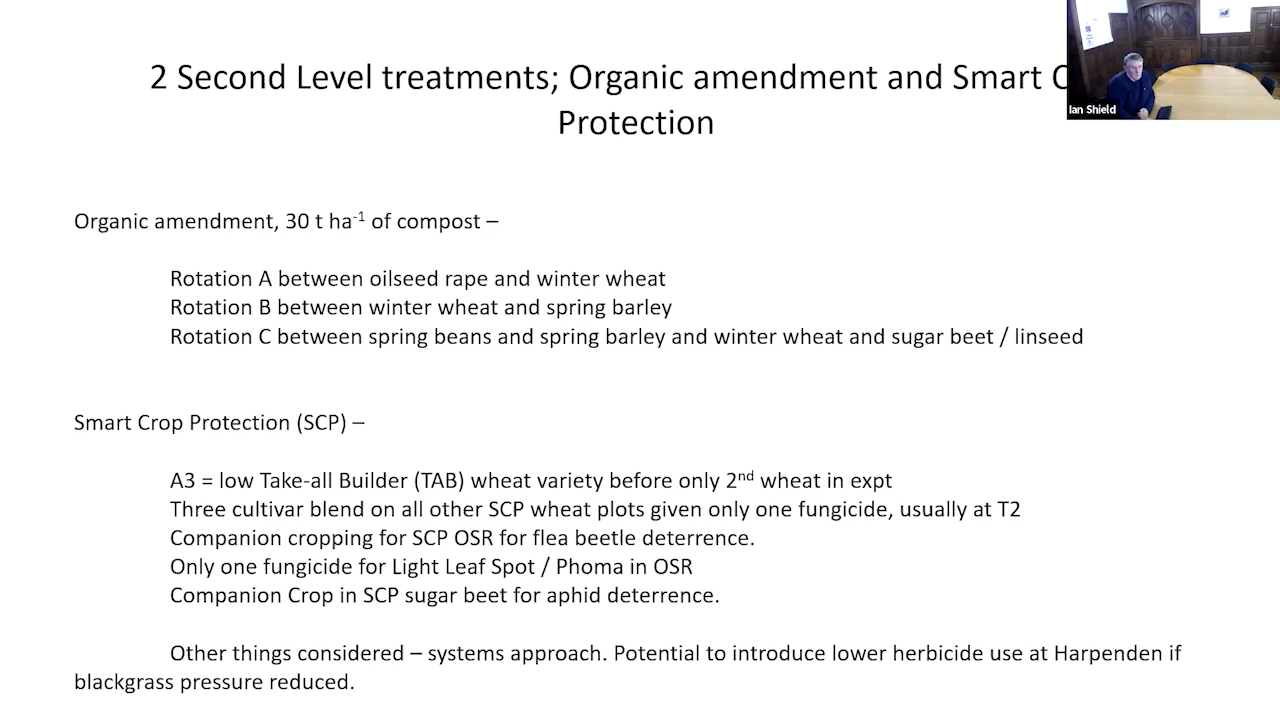 2 Second Level treatments; Organic amendment and Smart
Protection
Ian Shield
Organic amendment, 30 t ha-1 of compost –
Rotation A between oilseed rape and winter wheat
Rotation B between winter wheat and spring barley
Rotation C between spring beans and spring barley and winter wheat and sugar beet / linseed
Smart Crop Protection (SCP) –
A3 = low Take-all Builder (TAB) wheat variety before only 2nd wheat in expt
Three cultivar blend on all other SCP wheat plots given only one fungicide, usually at T2
Companion cropping for SCP OSR for flea beetle deterrence.
Only one fungicide for Light Leaf Spot / Phoma in OSR
Companion Crop in SCP sugar beet for aphid deterrence.
Other things considered – systems approach. Potential to introduce lower herbicide use at Harpenden if
blackgrass pressure reduced.